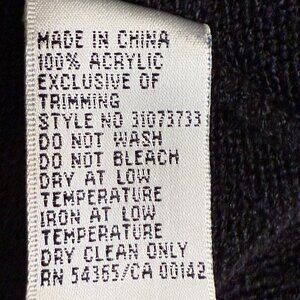 MADE IN CHINA
100% ACRYLIC
EXCLUSIVE OF
TRIMMING
STYLE NO 31073733
DO NOT WASH
DO NOT BLEACH
DRY AT LOW
TEMPERATURE
IRON AT LOW
TEMPERATURE
DRY CLEAN ONLY
RN 54365/CA 00142